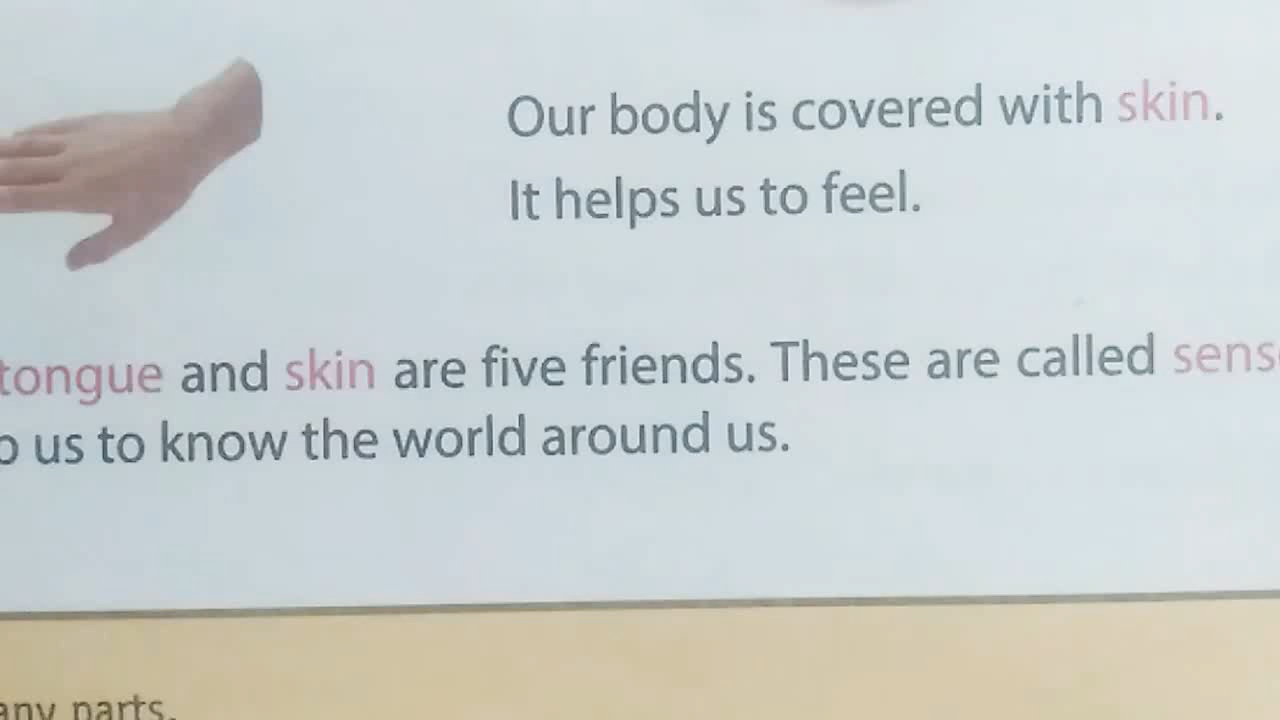 Our body is covered with skin.
It helps us to feel.
tongue and skin are five friends. These are called
us to know the world around us.
parts.